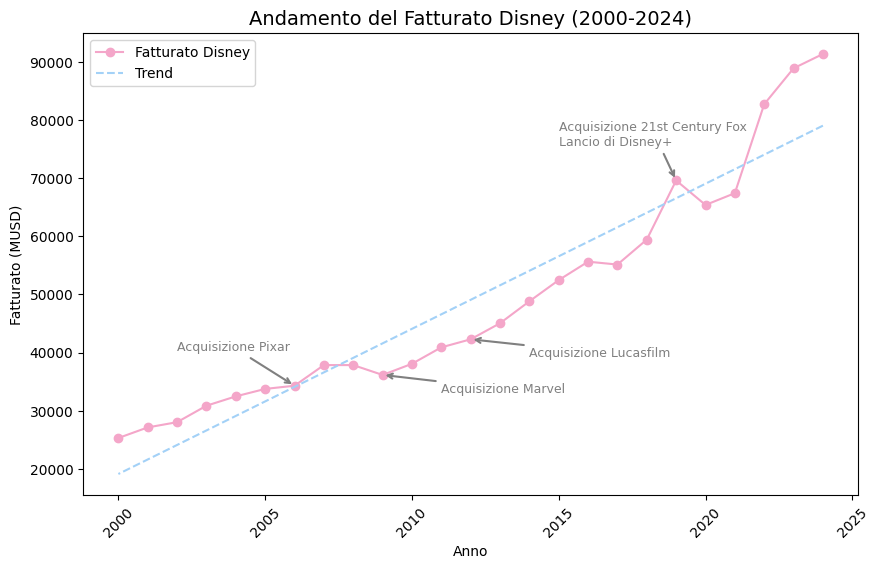 Andamento del Fatturato Disney (2000-2024)
Fatturato Disney
Trend
Fatturato (MUSD)
90000
80000
70000
60000
50000
40000
30000
20000
Acquisizione 21st Century Fox
Lancio di Disney+
Acquisizione Pixar
Acquisizione Lucasfilm
Acquisizione Marvel
2000
2005
2010
2015
2020
2025
Anno